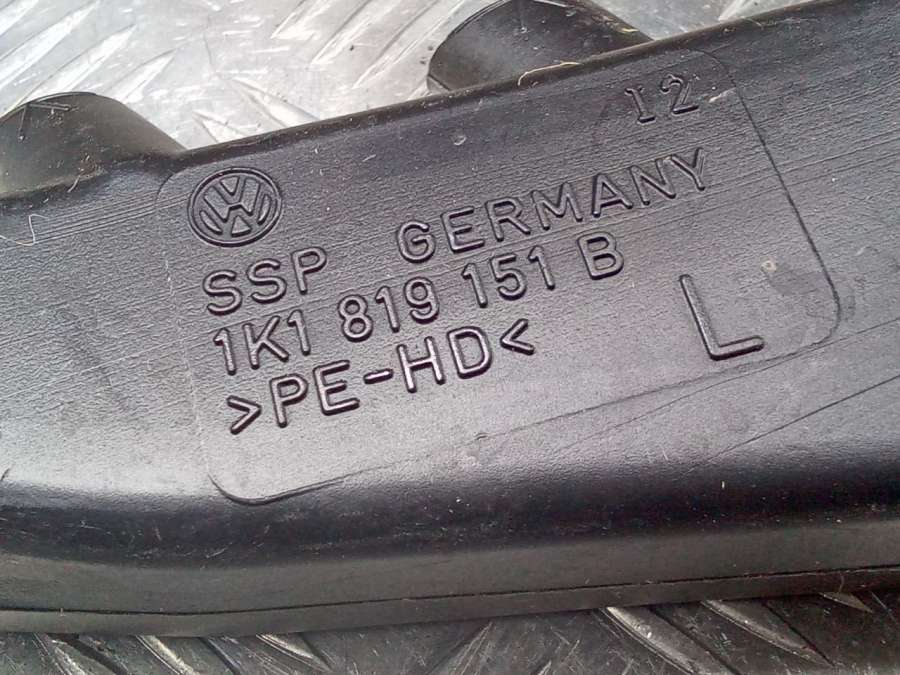 12
VW
SSP GERMANY
1K1 819 151 B
>PE-HD<
L